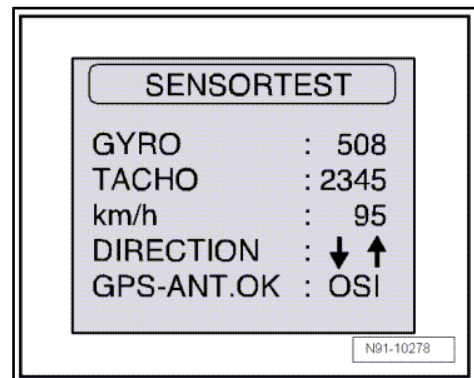 SENSORTEST
GYRO : 508
TACHO : 2345
km/h : 95
DIRECTION : ↓ ↑
GPS-ANT.OK : OSI
N91-10278